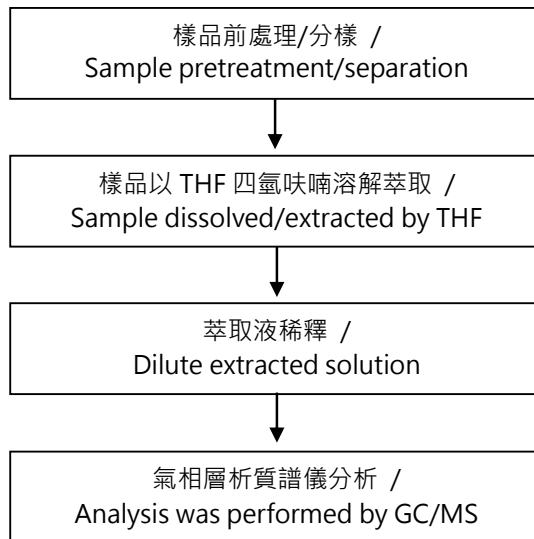 樣品前處理/分樣 /
Sample pretreatment/separation
樣品以 THF 四氫呋喃溶解萃取 /
Sample dissolved/extracted by THF
萃取液稀釋 /
Dilute extracted solution
氣相層析質譜儀分析 /
Analysis was performed by GC/MS